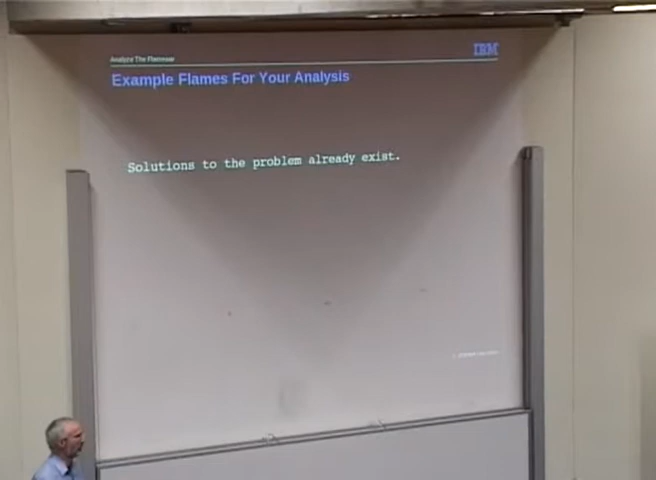 Analyze The Flamewar
IBM
Example Flames For Your Analysis
Solutions to the problem already exist.